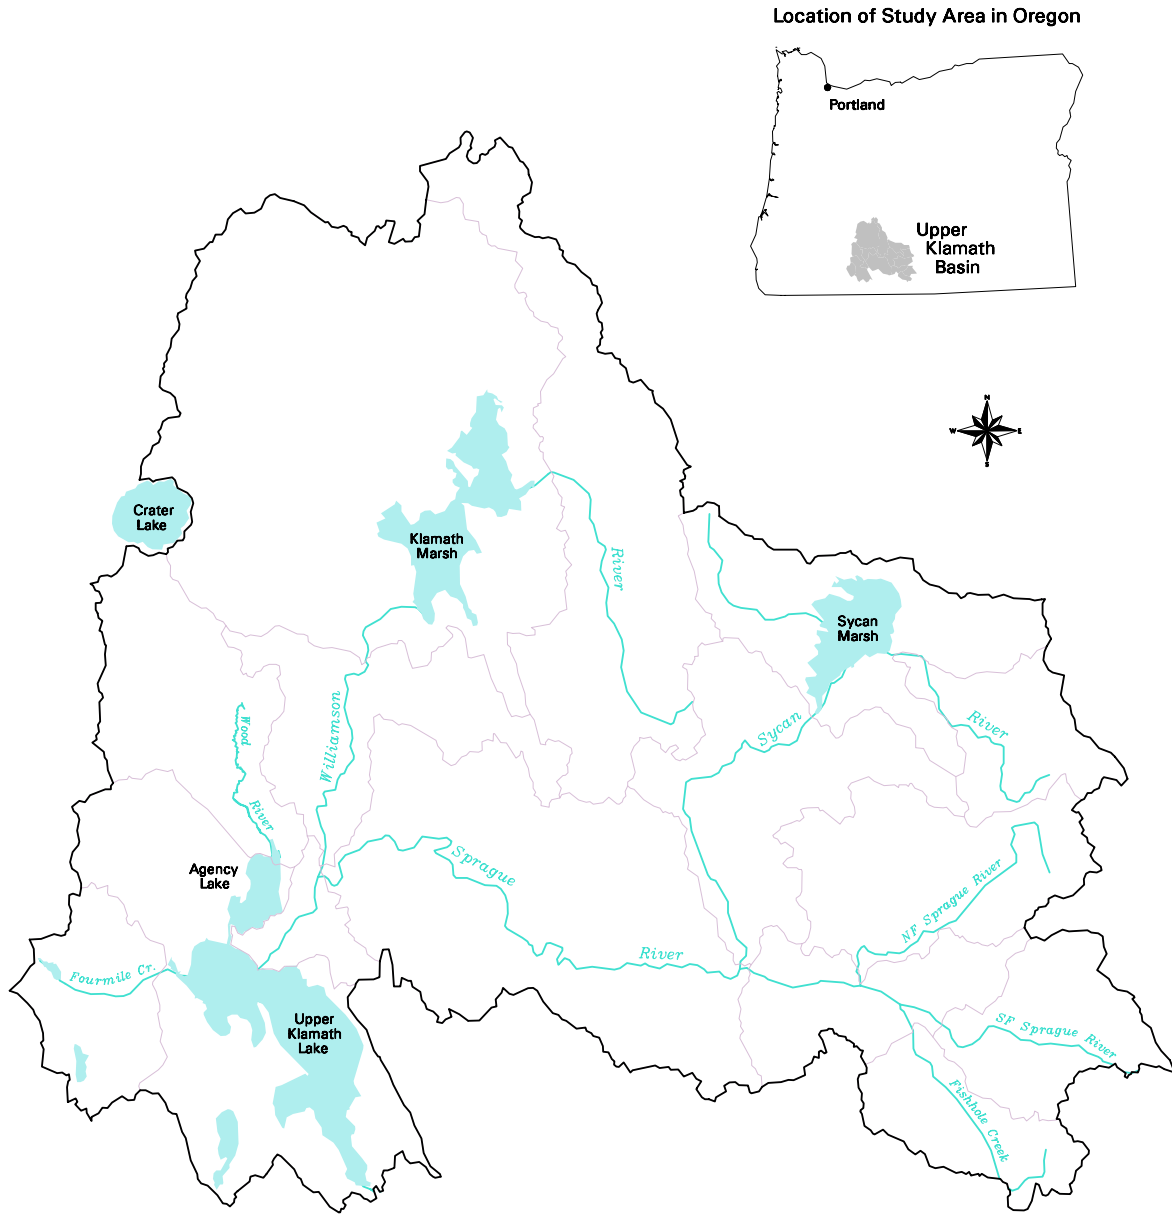 Location of Study Area in Oregon
Portland
Upper
Klamath
Basin
N
W
E
S
Crater
Lake
Klamath
Marsh
River
Sycan
Marsh
Wood
River
Williamson
Sycan
River
Agency
Lake
Sprague
River
NF Sprague River
Fourmile Cr.
Upper
Klamath
Lake
SF Sprague River
Fishhole Creek